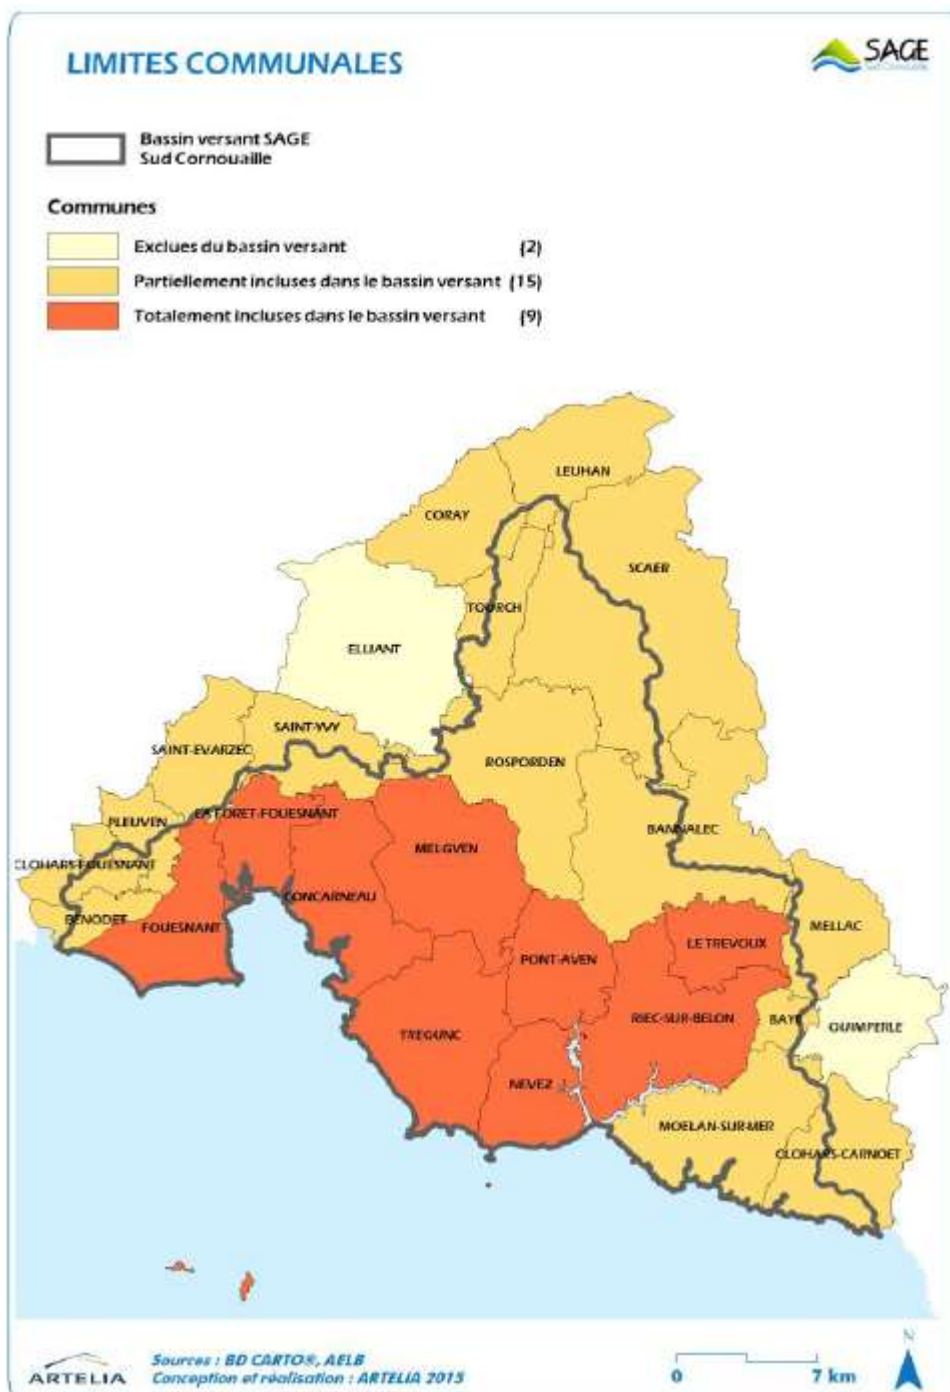 LIMITES COMMUNALES
SAGE
Sud Cornouaille
Bassin versant SAGE
Sud Cornouaille
Communes
Exclues du bassin versant (2)
Partiellement incluses dans le bassin versant (15)
Totalement incluses dans le bassin versant (9)
LEUHAN
CORAY
SCAER
TOURCH
ELLIANT
SAINT-YVY
SAINT-EVARZEC
ROSPORDEN
PLEUVEN
LA FORET-FOUESNANT
BANNALEC
MELGVEN
CLOHARS-FOUESNANT
CONCARNEAU
BENODET
FOUESNANT
MELLAC
LE TREVOUX
PONT-AVEN
RIEC-SUR-BELON
BAYE
QUIMPERLE
TREGUNC
NEVEZ
MOELAN-SUR-MER
CLOHARS-CARNOET
N
ARTELIA
Sources : BD CARTO®, AELB
Conception et réalisation : ARTELIA 2015
0 7 km